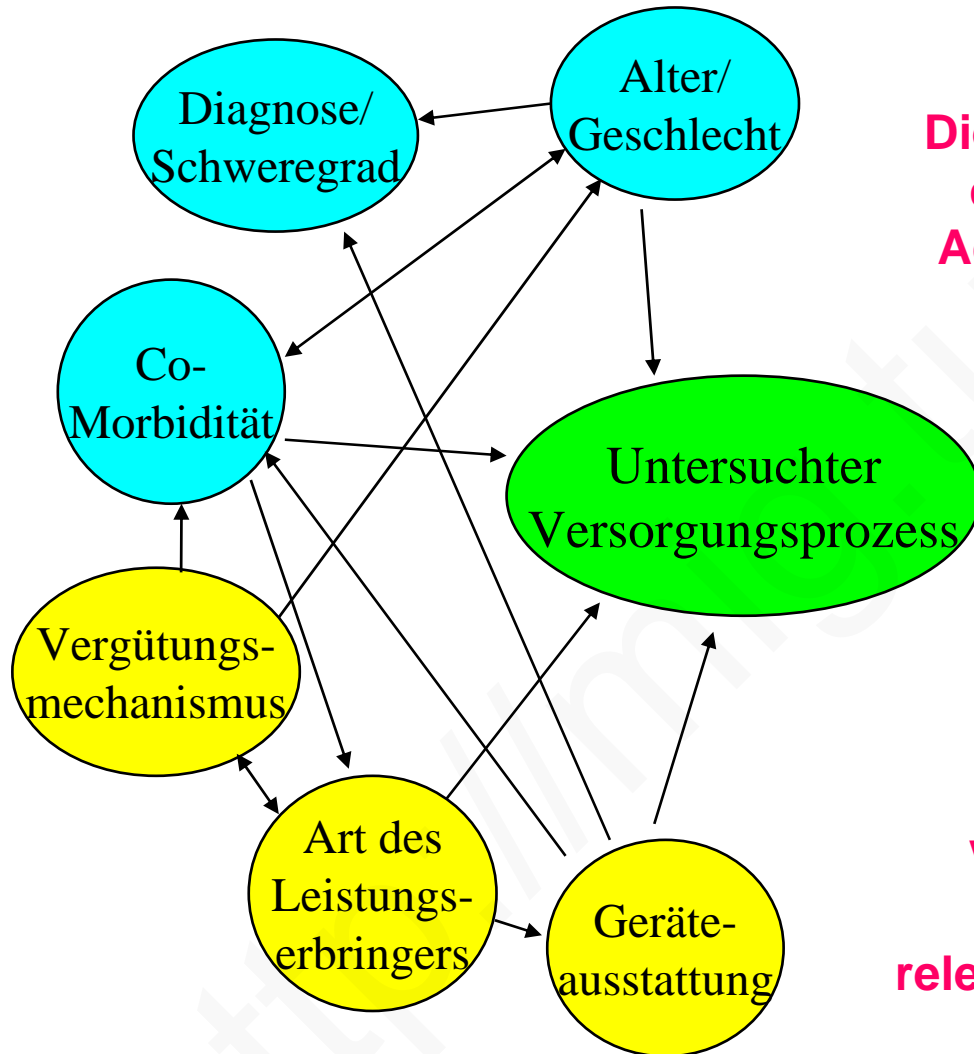 Alter/
Geschlecht
Diagnose/
Schweregrad
Co-
Morbidität
Untersuchter
Versorgungsprozess
Vergütungs-
mechanismus
Art des
Leistungs-
erbringers
Geräte-
ausstattung